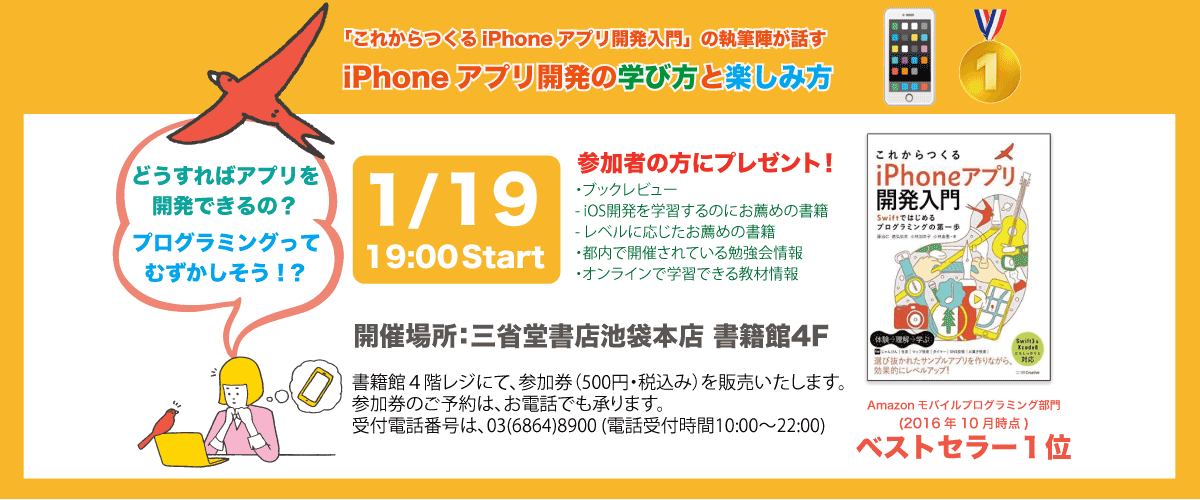 「これからつくる iPhone アプリ開発入門」の執筆陣が話す
iPhone アプリ開発の学び方と楽しみ方
1
どうすればアプリを
開発できるの？
プログラミングって
むずかしそう！？
1/19
19:00 Start
参加者の方にプレゼント！
・ブックレビュー
- iOS開発を学習するのにお薦めの書籍
- レベルに応じたお薦めの書籍
・都内で開催されている勉強会情報
・オンラインで学習できる教材情報
開催場所：三省堂書店池袋本店 書籍館4F
書籍館４階レジにて、参加券（500円・税込み）を販売いたします。
参加券のご予約は、お電話でも承ります。
受付電話番号は、03(6864)8900 (電話受付時間10:00～22:00)
これからつくる
iPhoneアプリ
開発入門
Swiftではじめる
プログラミングの第一歩
体験→理解→学ぶ
Swift3&
Xcode8
にしっかり
対応
選び抜かれたサンプルアプリを作りながら、
効果的にレベルアップ！
SB Creative
Amazon モバイルプログラミング部門
(2016 年 10 月時点 )
ベストセラー 1 位